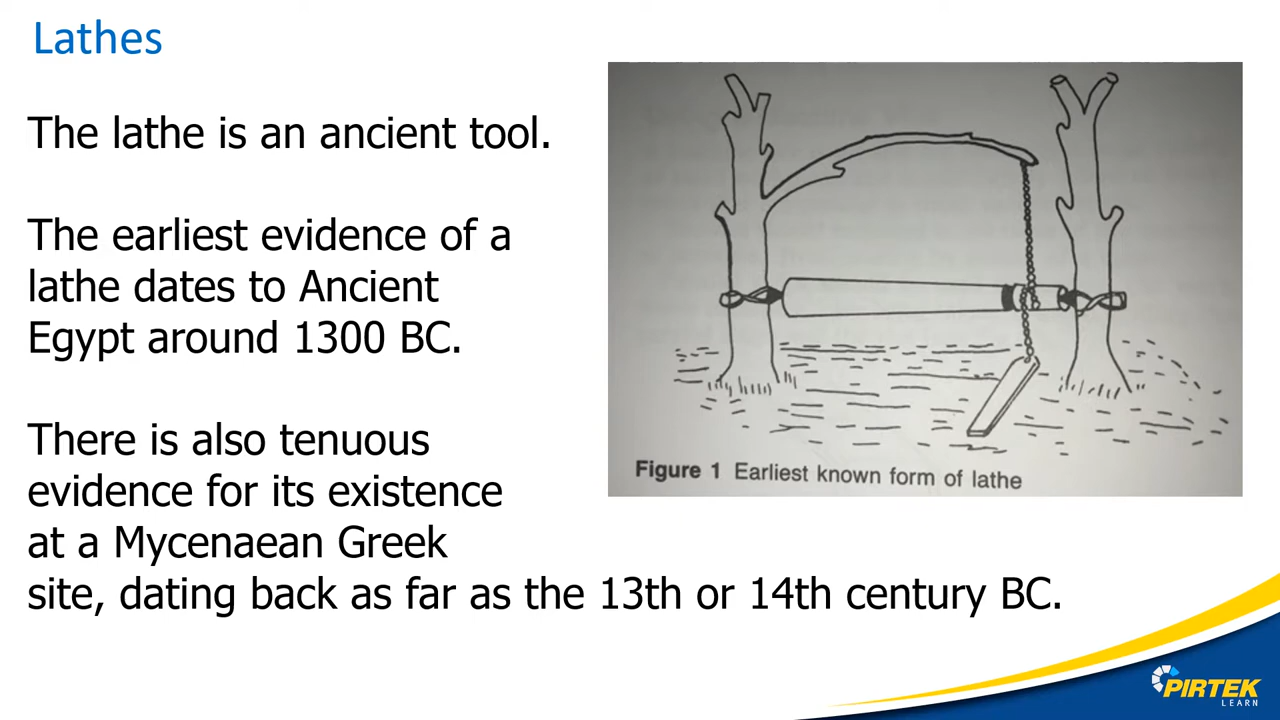 Lathes
The lathe is an ancient tool.
The earliest evidence of a
lathe dates to Ancient
Egypt around 1300 BC.
There is also tenuous
evidence for its existence
at a Mycenaean Greek
site, dating back as far as the 13th or 14th century BC.
Figure 1 Earliest known form of lathe
PIRTEK
LEARN